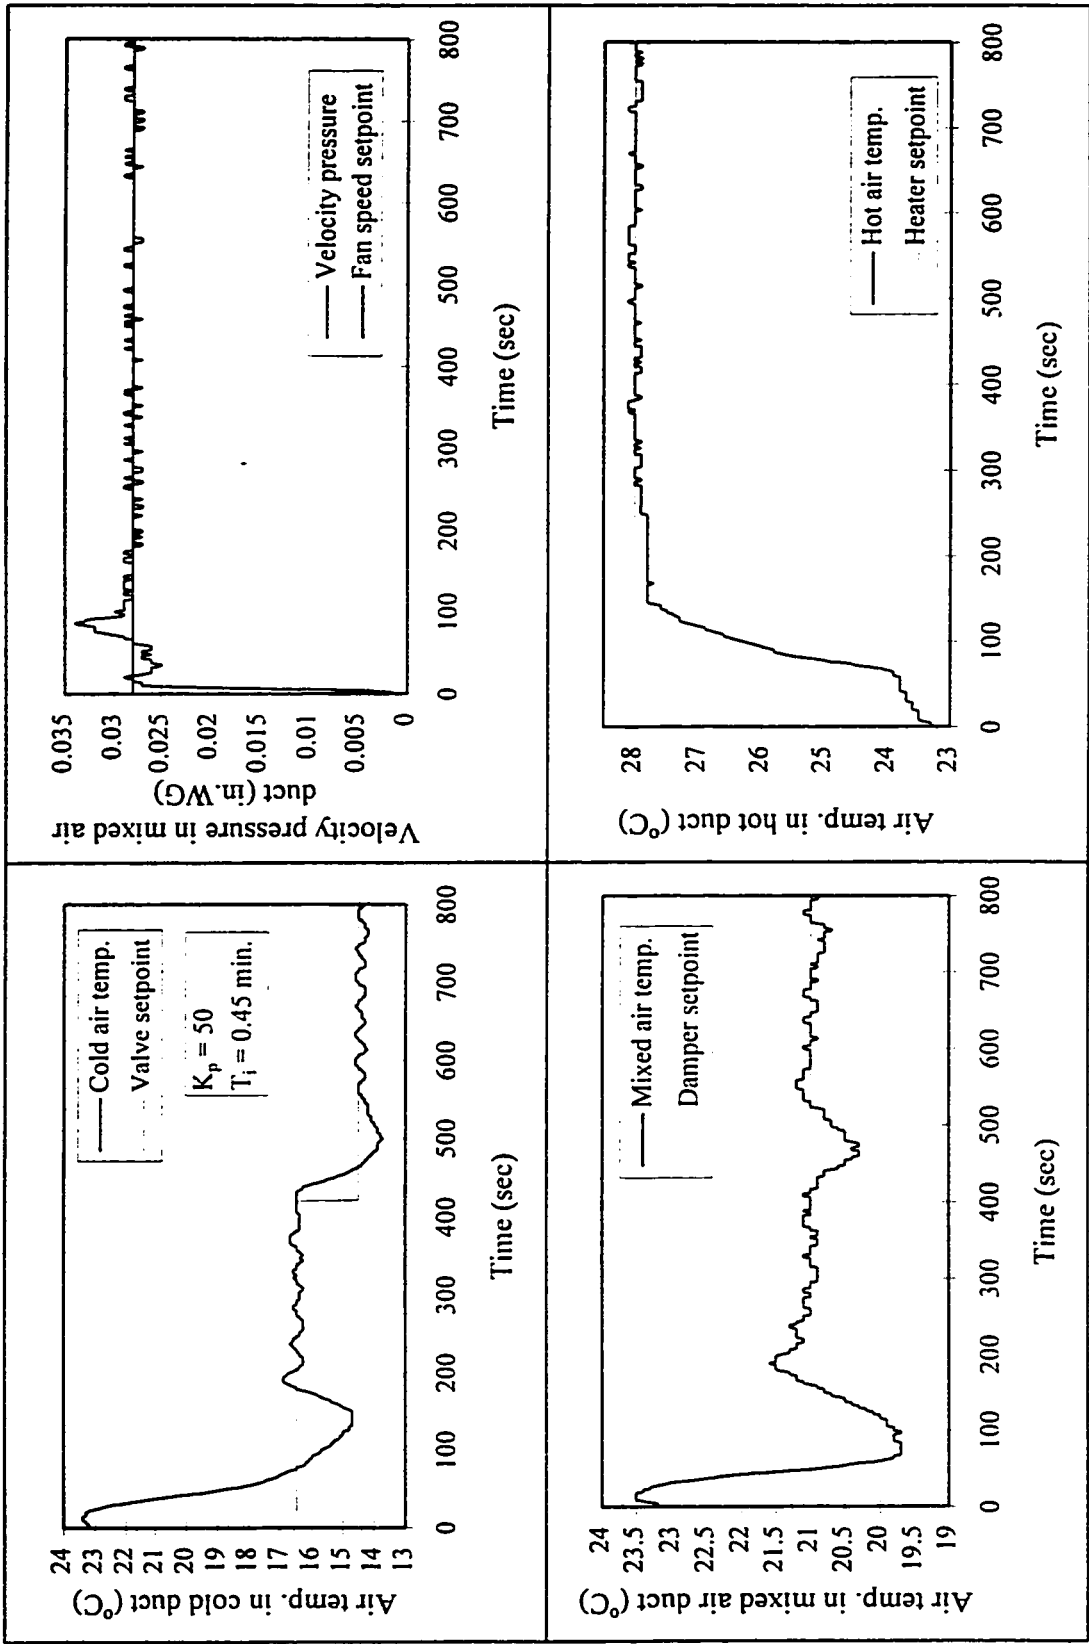 Air temp. in cold duct (°C)
24
23
22
21
20
19
18
17
16
15
14
13
Cold air temp.
Valve setpoint
Kp = 50
Ti = 0.45 min.
0 100 200 300 400 500 600 700 800
Time (sec)
Velocity pressure in mixed air
duct (in.WG)
0.035
0.03
0.025
0.02
0.015
0.01
0.005
0
Velocity pressure
Fan speed setpoint
0 100 200 300 400 500 600 700 800
Time (sec)
Air temp. in mixed air duct (°C)
24
23.5
23
22.5
22
21.5
21
20.5
20
19.5
19
Mixed air temp.
Damper setpoint
0 100 200 300 400 500 600 700 800
Time (sec)
Air temp. in hot duct (°C)
28
27
26
25
24
23
Hot air temp.
Heater setpoint
0 100 200 300 400 500 600 700 800
Time (sec)